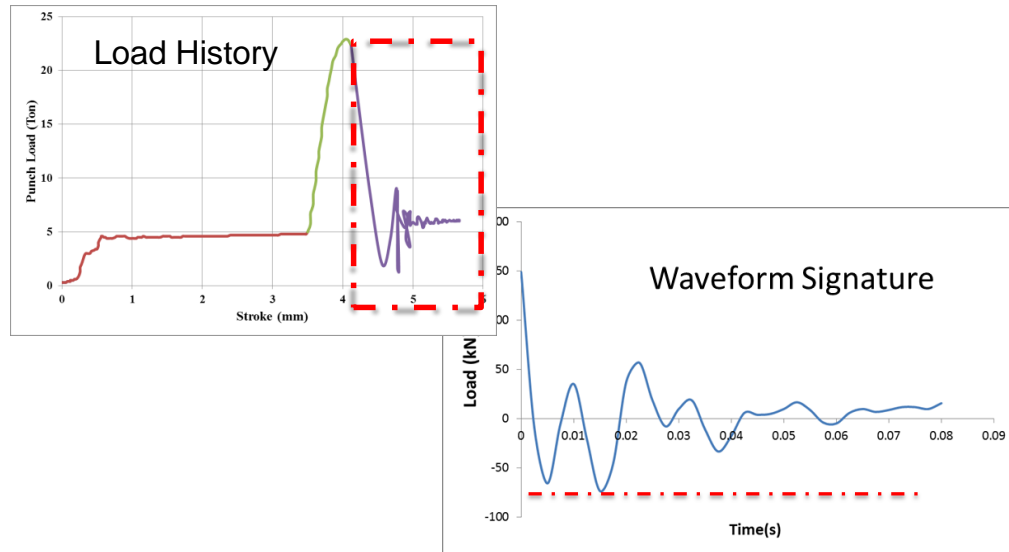 Load History
25
20
15
10
5
0
0 1 2 3 4 5
Punch Load (Ton)
Stroke (mm)
Waveform Signature
50
0
-50
-100
0 0.01 0.02 0.03 0.04 0.05 0.06 0.07 0.08 0.09
Load (kN
Time(s)